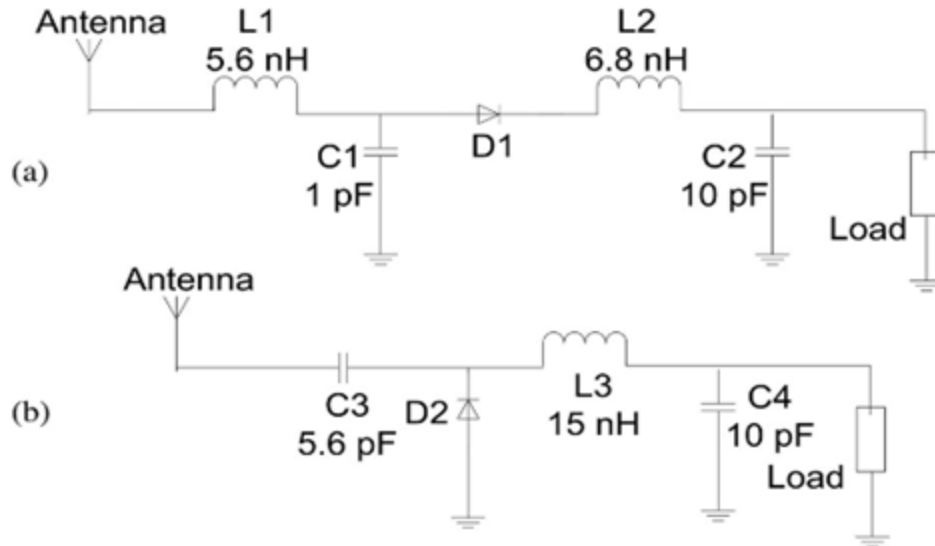 Antenna
L1
5.6 nH
L2
6.8 nH
(a)
C1
1 pF
D1
C2
10 pF
Load
Antenna
(b)
C3
5.6 pF
D2
L3
15 nH
C4
10 pF
Load